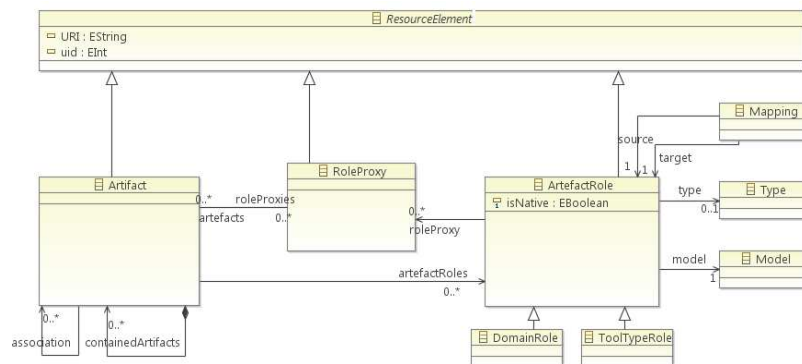 ResourceElement
URI : EString
uid : EInt
Mapping
source
1
1
target
Artifact
RoleProxy
ArtefactRole
isNative : EBoolean
type
0..1
Type
0..*
roleProxies
artefacts
0..*
0..*
roleProxy
model
1
Model
artefactRoles
0..*
0..*
0..*
association
containedArtifacts
DomainRole
ToolTypeRole